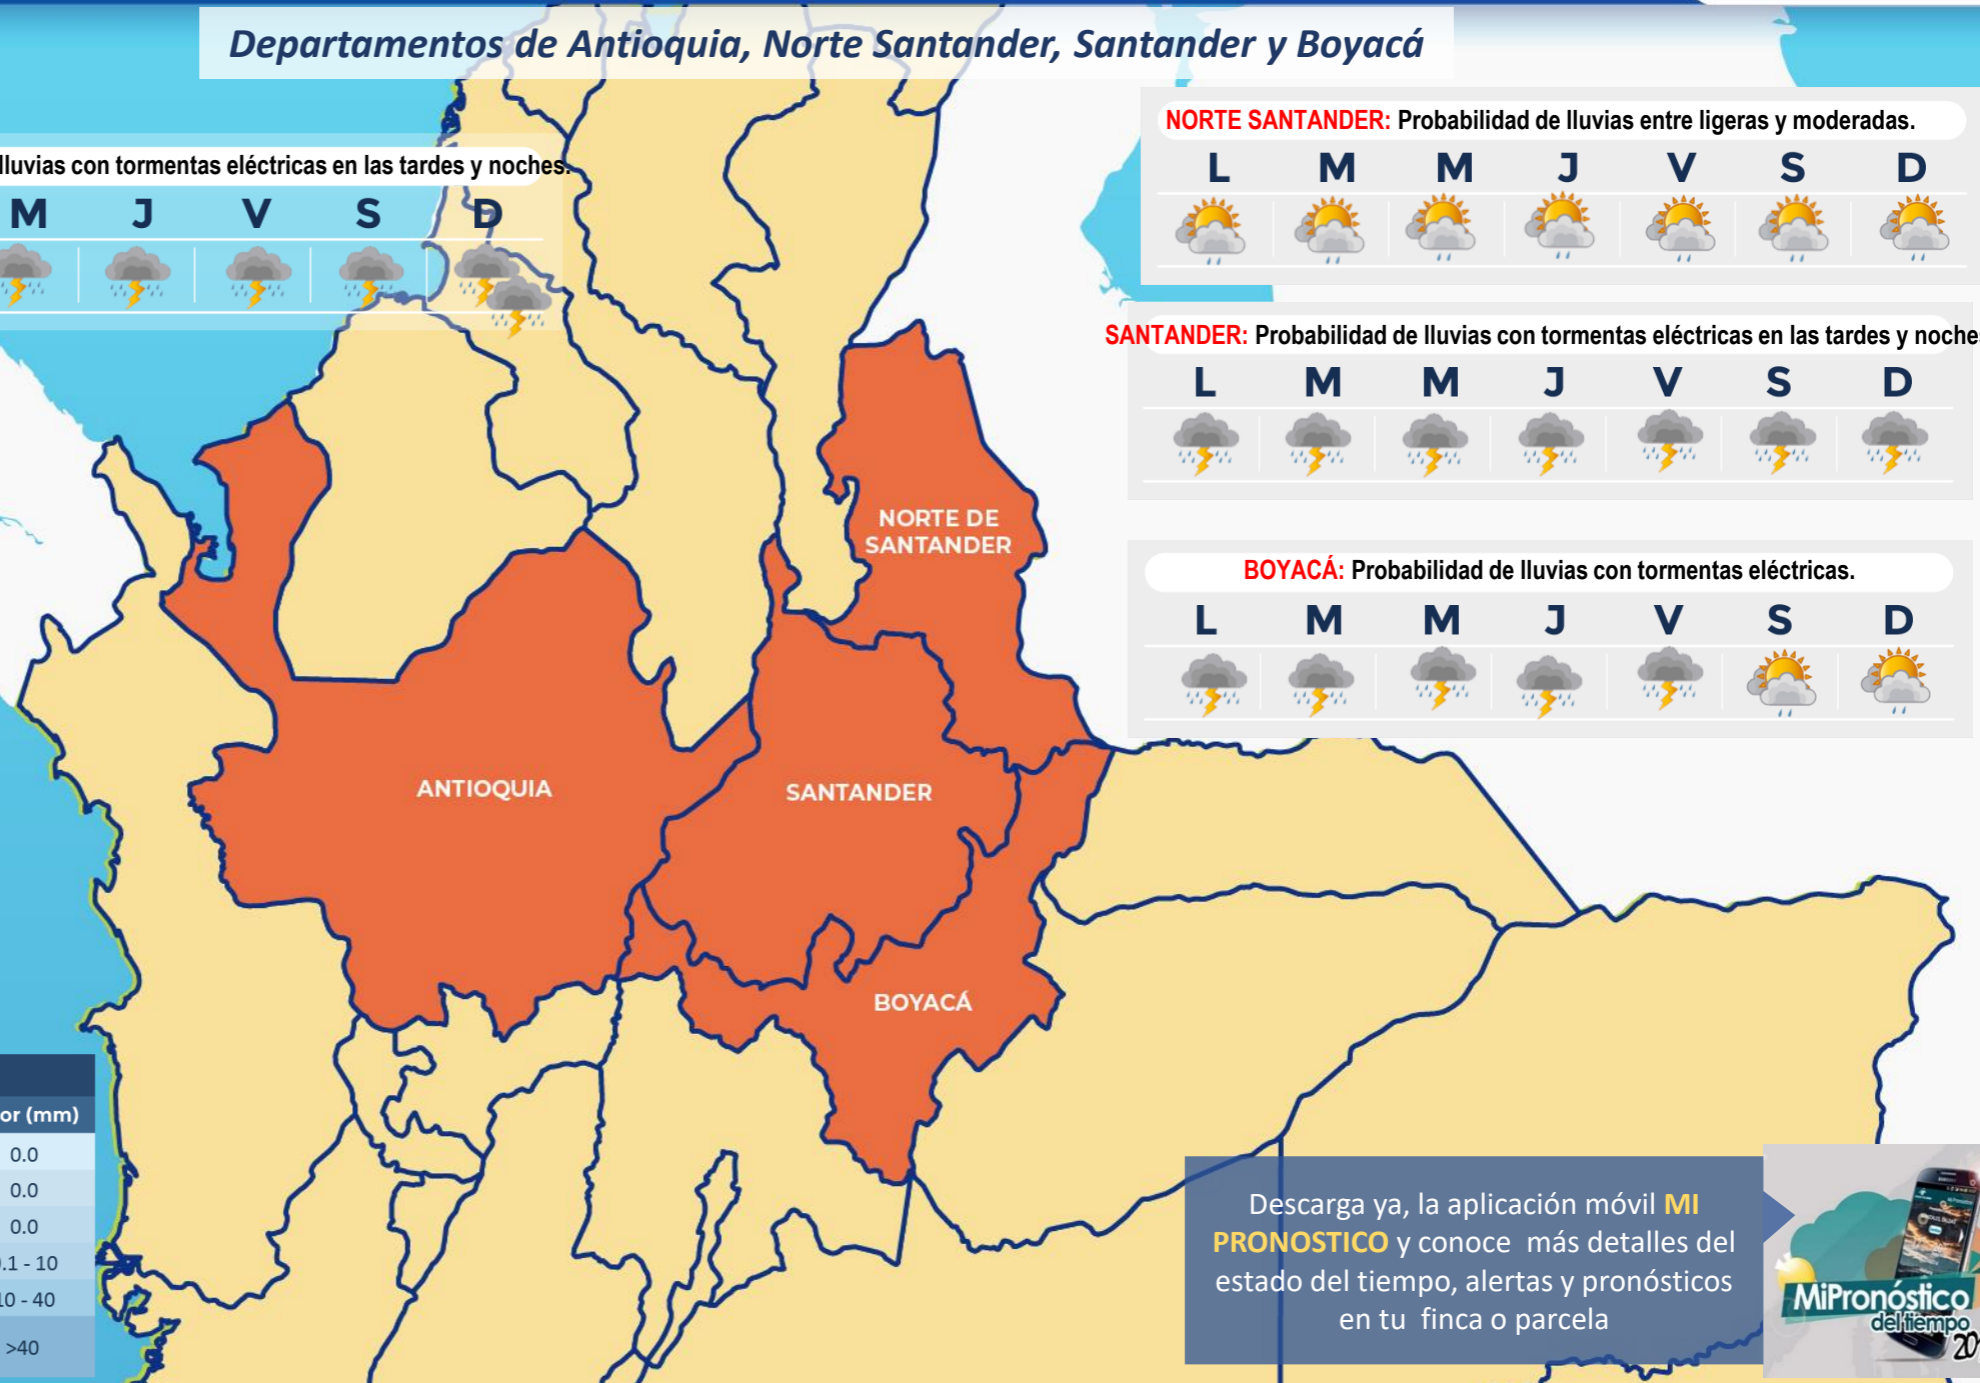 Departamentos de Antioquia, Norte Santander, Santander y Boyacá
lluvias con tormentas eléctricas en las tardes y noches.
M J V S D
NORTE SANTANDER: Probabilidad de lluvias entre ligeras y moderadas.
L M M J V S D
SANTANDER: Probabilidad de lluvias con tormentas eléctricas en las tardes y noche
L M M J V S D
BOYACÁ: Probabilidad de lluvias con tormentas eléctricas.
L M M J V S D
NORTE DE
SANTANDER
ANTIOQUIA
SANTANDER
BOYACÁ
or (mm)
0.0
0.0
0.0
.1 - 10
10 - 40
>40
Descarga ya, la aplicación móvil MI
PRONOSTICO y conoce más detalles del
estado del tiempo, alertas y pronósticos
en tu finca o parcela
MiPronóstico
del tiempo